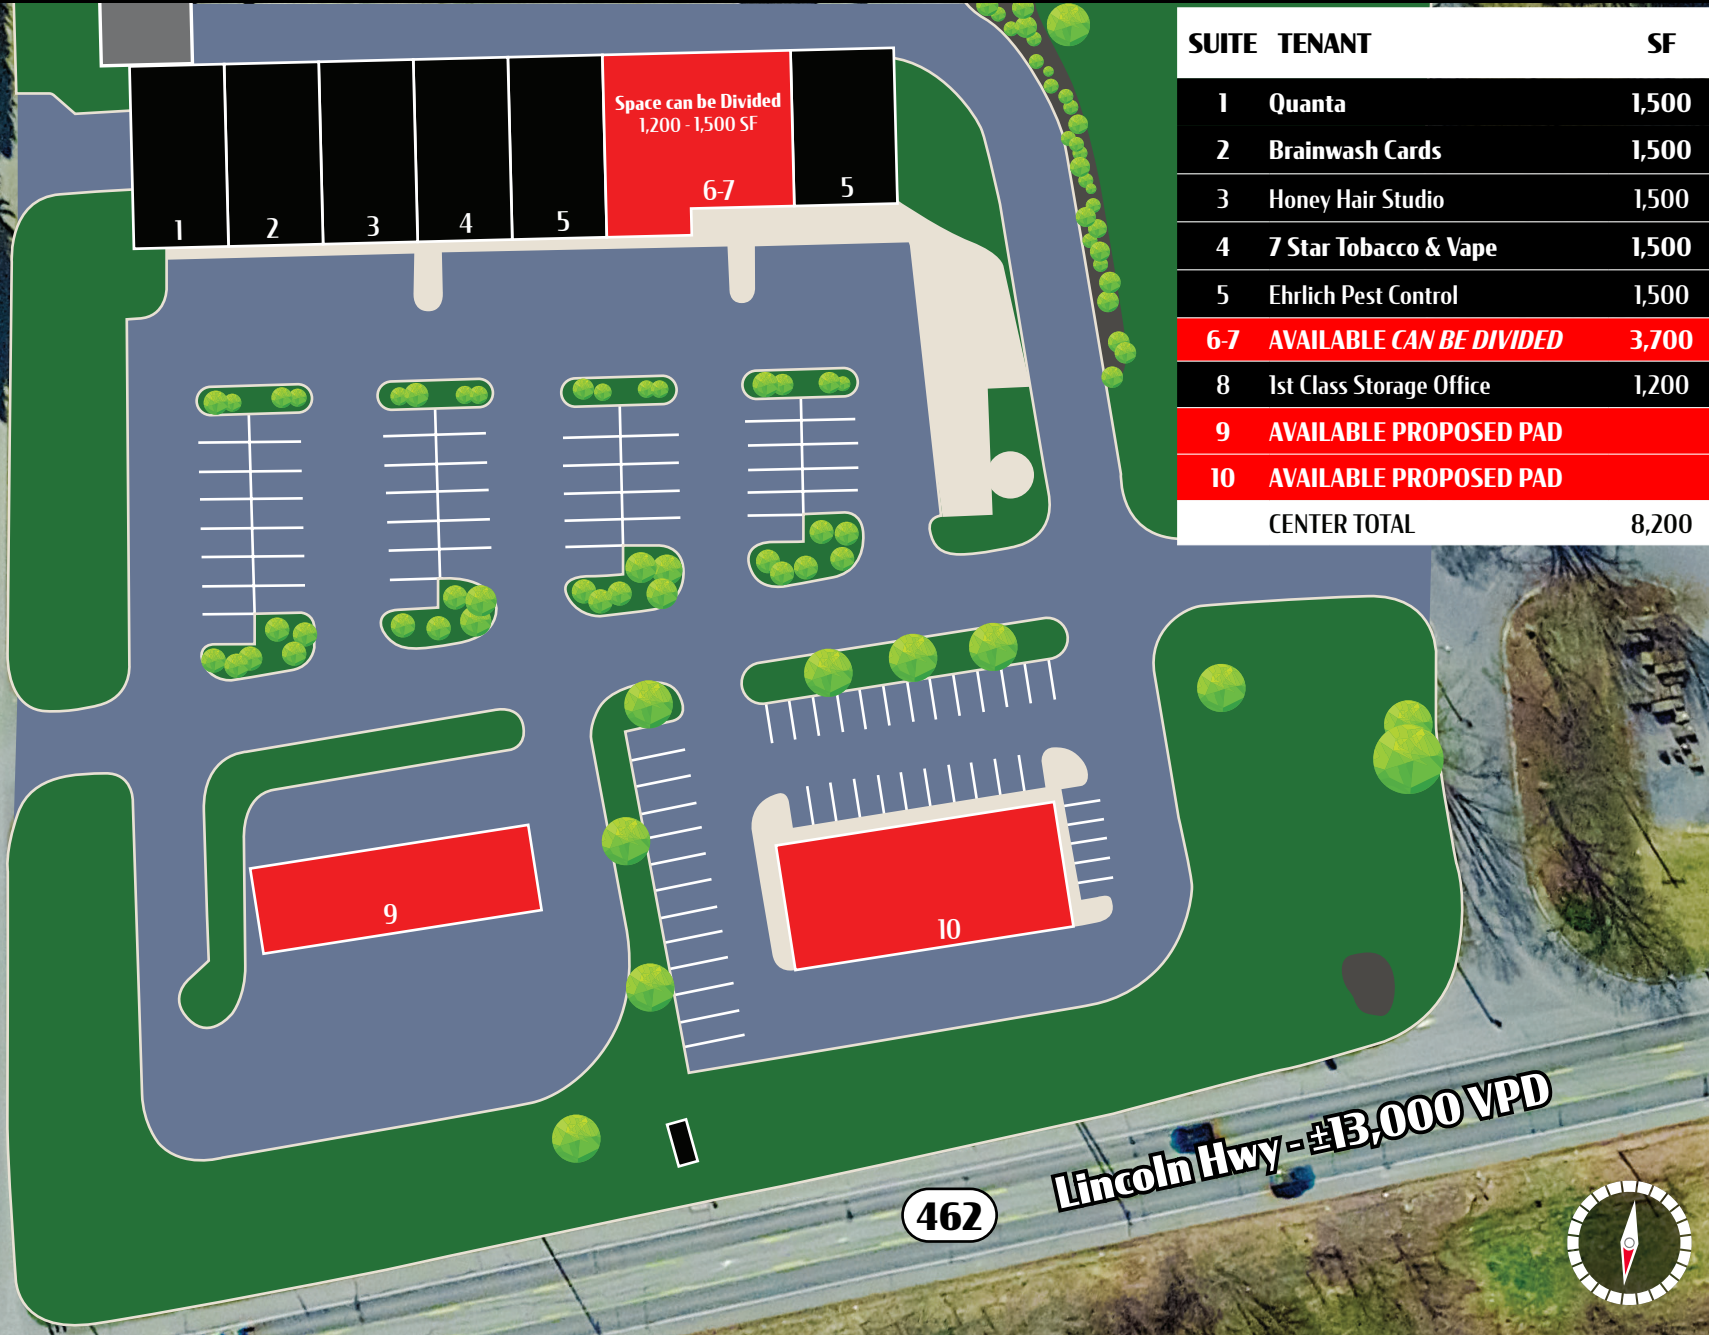 SUITE TENANT SF
1 Quanta 1,500
2 Brainwash Cards 1,500
3 Honey Hair Studio 1,500
4 7 Star Tobacco & Vape 1,500
5 Ehrlich Pest Control 1,500
6-7 AVAILABLE CAN BE DIVIDED 3,700
8 1st Class Storage Office 1,200
9 AVAILABLE PROPOSED PAD
10 AVAILABLE PROPOSED PAD
CENTER TOTAL 8,200
Space can be Divided
1,200 - 1,500 SF
1
2
3
4
5
6-7
5
9
10
Lincoln Hwy - ±13,000 VPD
462